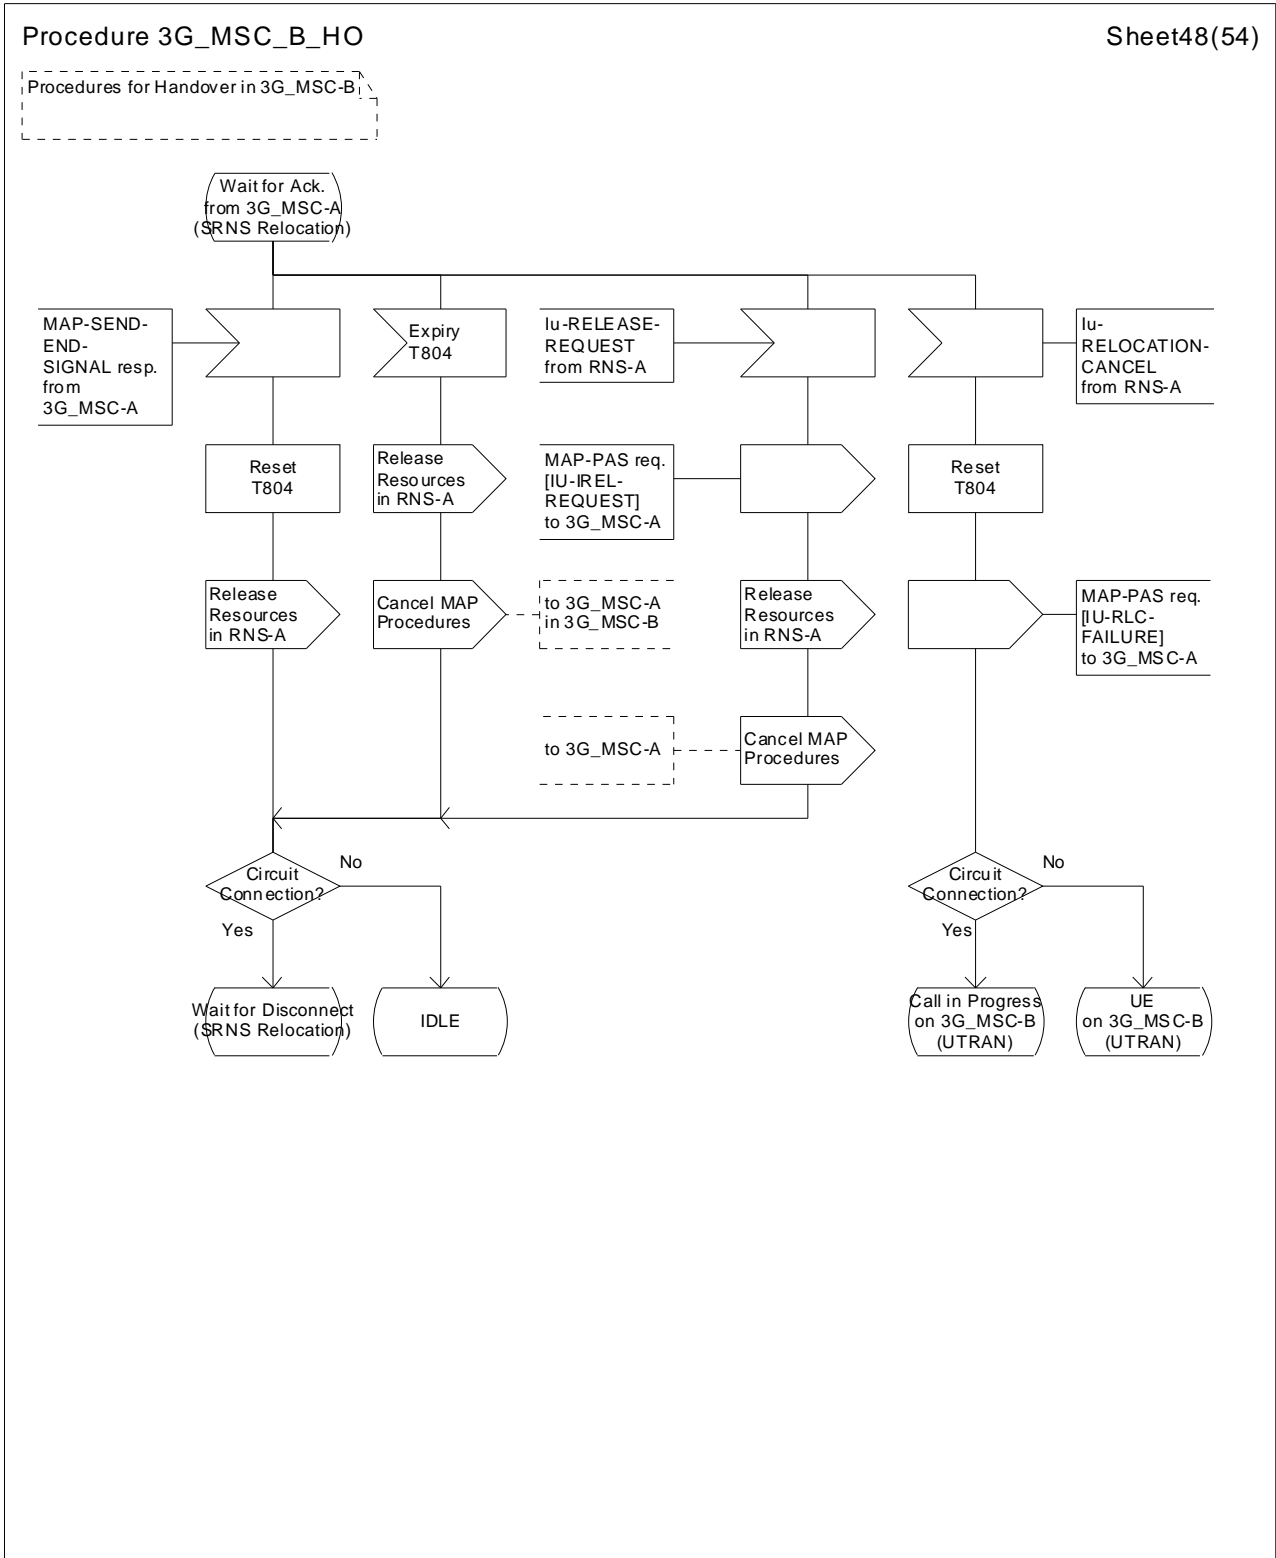 Procedure 3G_MSC_B_HO
Sheet48(54)
Procedures for Handover in 3G_MSC-B
Wait for Ack.
from 3G_MSC-A
(SRNS Relocation)
MAP-SEND-
END-
SIGNAL resp.
from
3G_MSC-A
Expiry
T804
Iu-RELEASE-
REQUEST
from RNS-A
Iu-
RELOCATION-
CANCEL
from RNS-A
Reset
T804
Release
Resources
in RNS-A
MAP-PAS req.
[IU-IREL-
REQUEST]
to 3G_MSC-A
Reset
T804
Release
Resources
in RNS-A
Cancel MAP
Procedures
to 3G_MSC-A
in 3G_MSC-B
Release
Resources
in RNS-A
MAP-PAS req.
[IU-RLC-
FAILURE]
to 3G_MSC-A
to 3G_MSC-A
Cancel MAP
Procedures
Circuit
Connection?
No
Yes
Circuit
Connection?
No
Yes
Wait for Disconnect
(SRNS Relocation)
IDLE
Call in Progress
on 3G_MSC-B
(UTRAN)
UE
on 3G_MSC-B
(UTRAN)